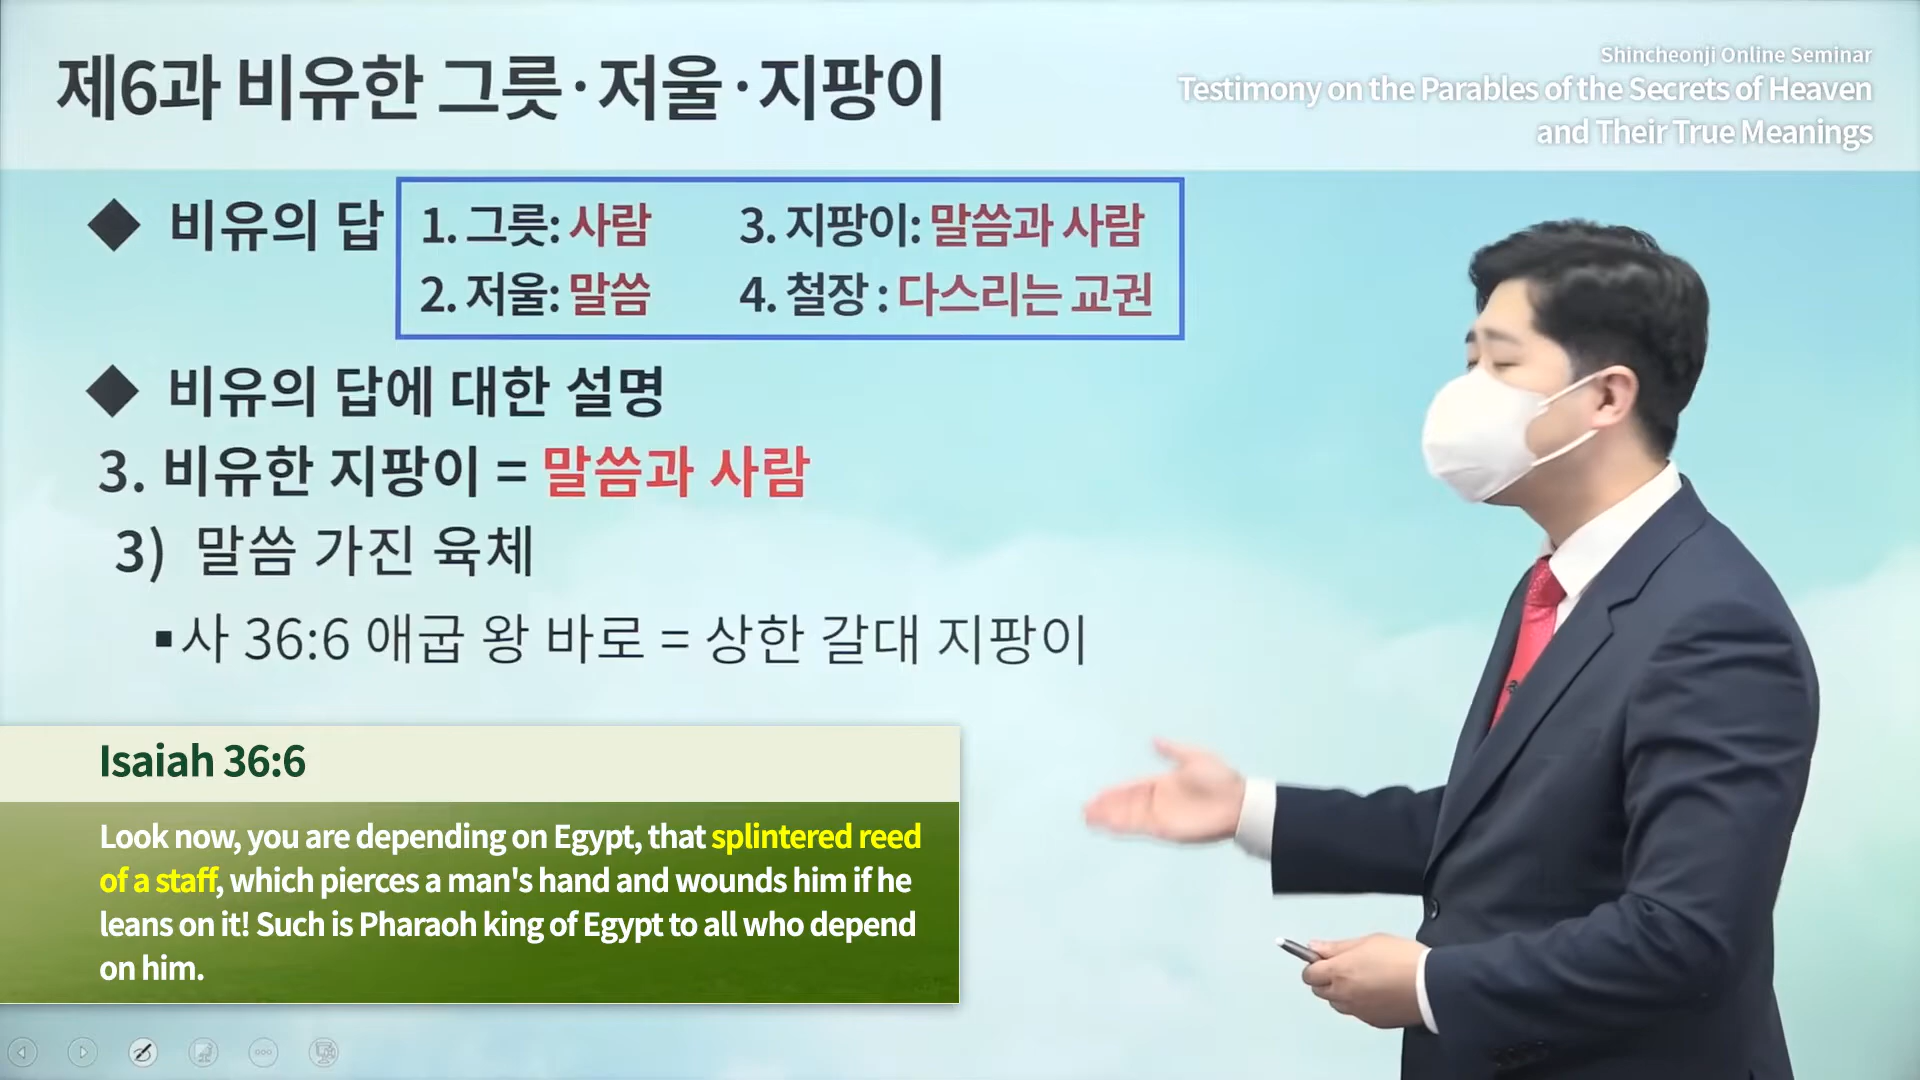 제6과 비유한 그릇·저울·지팡이
Shincheonji Online Seminar
Testimony on the Parables of the Secrets of Heaven
and Their True Meanings
◆ 비유의 답
1. 그릇: 사람 3. 지팡이: 말씀과 사람
2. 저울: 말씀 4. 철장 : 다스리는 교권
◆ 비유의 답에 대한 설명
3. 비유한 지팡이 = 말씀과 사람
3) 말씀 가진 육체
▪사 36:6 애굽 왕 바로 = 상한 갈대 지팡이
Isaiah 36:6
Look now, you are depending on Egypt, that splintered reed
of a staff, which pierces a man's hand and wounds him if he
leans on it! Such is Pharaoh king of Egypt to all who depend
on him.